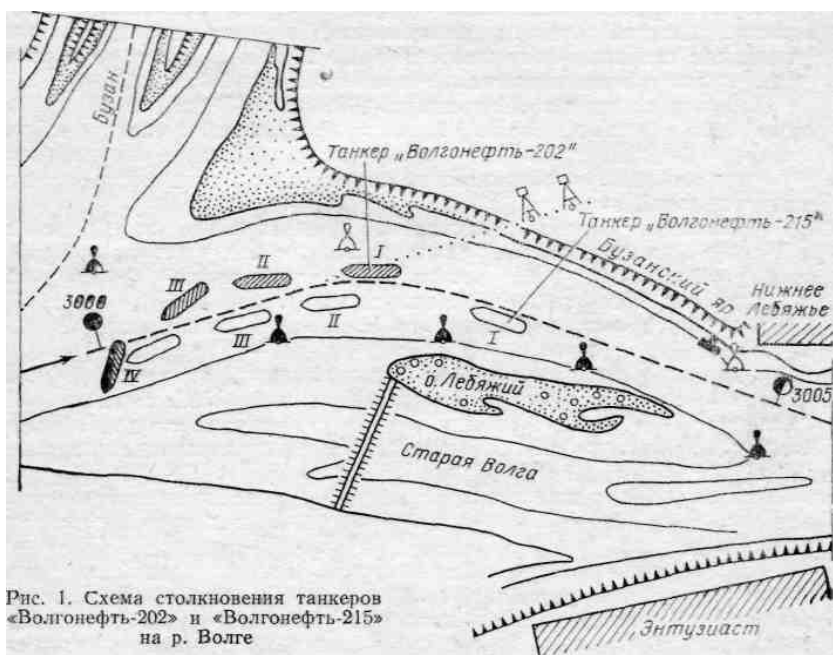 Бузан
Танкер „Волгонефть-202"
Танкер „Волгонефть-215"
Бузанский яр
Нижнее
Лебяжье
I
II
III
3000
IV
III
II
I
3005
о. Лебяжий
Старая Волга
Энтузиаст
Рис. 1. Схема столкновения танкеров
«Волгонефть-202» и «Волгонефть-215»
на р. Волге